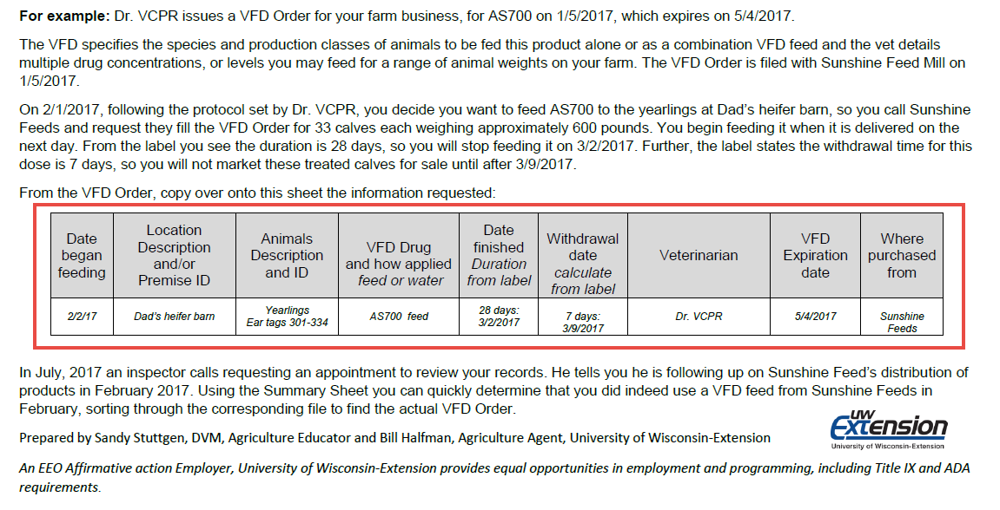 For example: Dr. VCPR issues a VFD Order for your farm business, for AS700 on 1/5/2017, which expires on 5/4/2017.
The VFD specifies the species and production classes of animals to be fed this product alone or as a combination VFD feed and the vet details
multiple drug concentrations, or levels you may feed for a range of animal weights on your farm. The VFD Order is filed with Sunshine Feed Mill on
1/5/2017.
On 2/1/2017, following the protocol set by Dr. VCPR, you decide you want to feed AS700 to the yearlings at Dad's heifer barn, so you call Sunshine
Feeds and request they fill the VFD Order for 33 calves each weighing approximately 600 pounds. You begin feeding it when it is delivered on the
next day. From the label you see the duration is 28 days, so you will stop feeding it on 3/2/2017. Further, the label states the withdrawal time for this
dose is 7 days, so you will not market these treated calves for sale until after 3/9/2017.
From the VFD Order, copy over onto this sheet the information requested:
Date
began
feeding
Location
Description
and/or
Premise ID
Animals
Description
and ID
VFD Drug
and how applied
feed or water
Date
finished
Duration
from label
Withdrawal
date
calculate
from label
Veterinarian
VFD
Expiration
date
Where
purchased
from
2/2/17
Dad's heifer barn
Yearlings
Ear tags 301-334
AS700 feed
28 days:
3/2/2017
7 days:
3/9/2017
Dr. VCPR
5/4/2017
Sunshine
Feeds
In July, 2017 an inspector calls requesting an appointment to review your records. He tells you he is following up on Sunshine Feed's distribution of
products in February 2017. Using the Summary Sheet you can quickly determine that you did indeed use a VFD feed from Sunshine Feeds in
February, sorting through the corresponding file to find the actual VFD Order.
UW
Extension
University of Wisconsin-Extension
Prepared by Sandy Stuttgen, DVM, Agriculture Educator and Bill Halfman, Agriculture Agent, University of Wisconsin-Extension
An EEO Affirmative action Employer, University of Wisconsin-Extension provides equal opportunities in employment and programming, including Title IX and ADA
requirements.